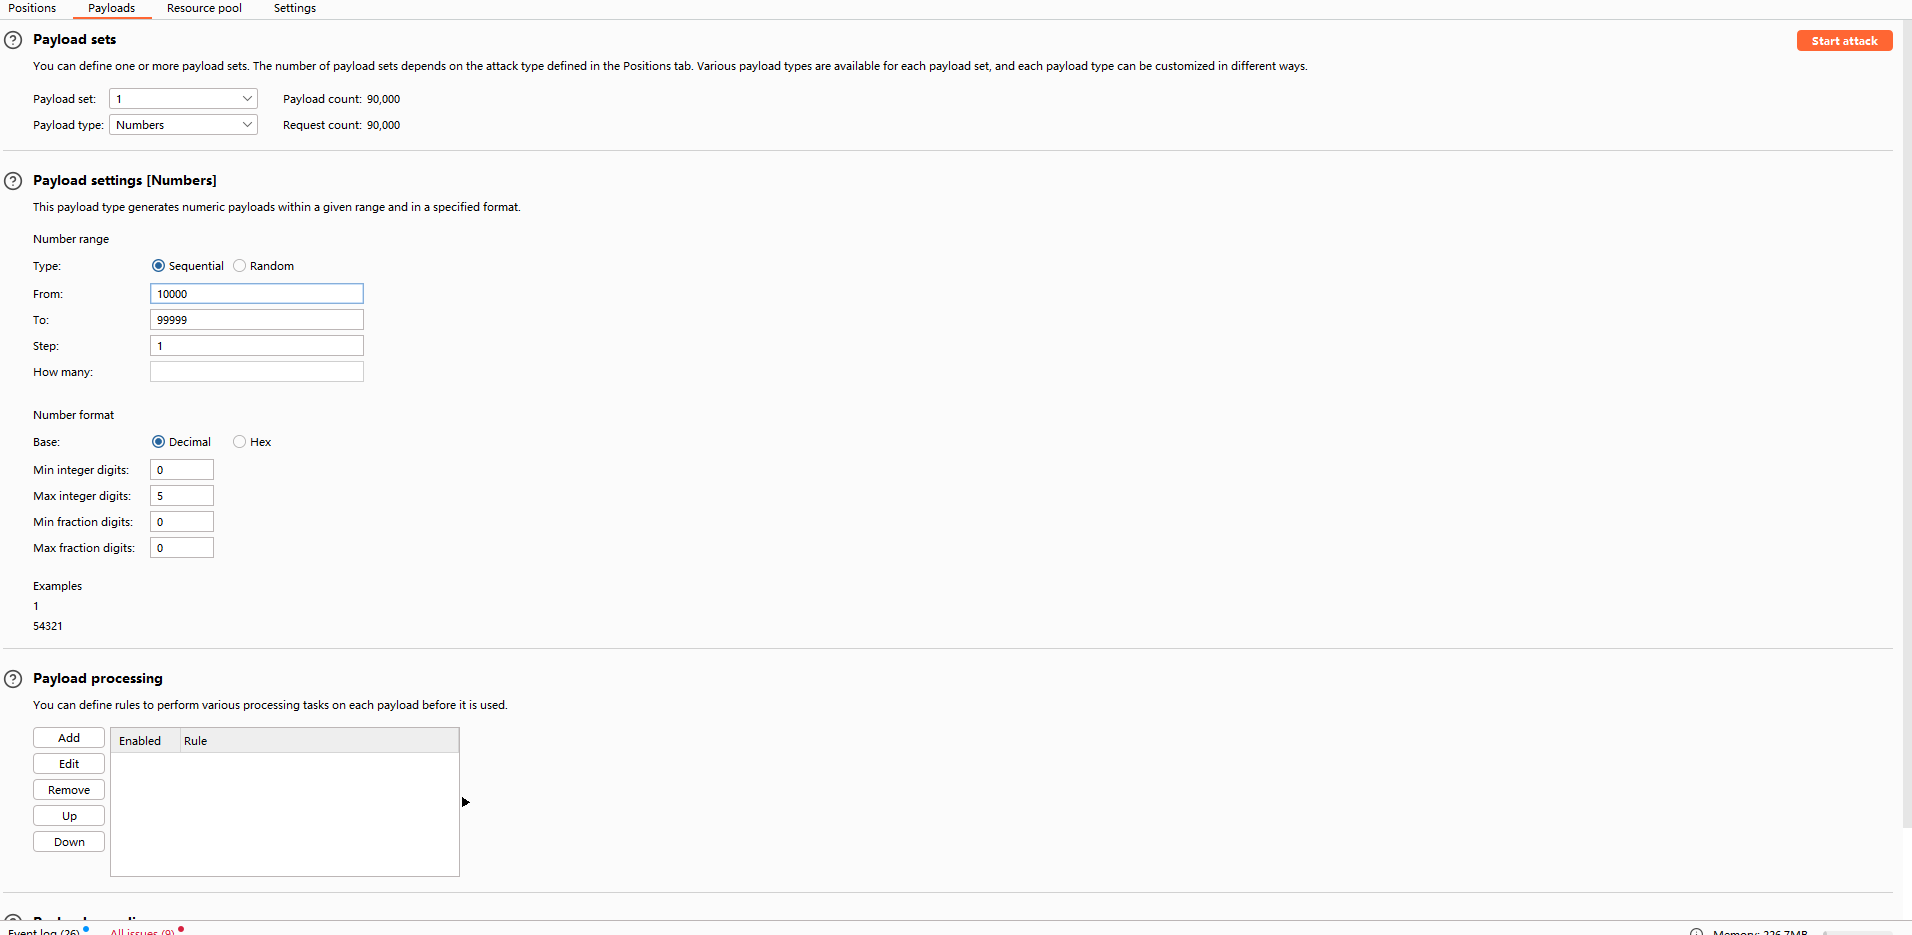 Positions Payloads Resource pool Settings
Payload sets
Start attack
You can define one or more payload sets. The number of payload sets depends on the attack type defined in the Positions tab. Various payload types are available for each payload set, and each payload type can be customized in different ways.
Payload set: 1 Payload count: 90,000
Payload type: Numbers Request count: 90,000
Payload settings [Numbers]
This payload type generates numeric payloads within a given range and in a specified format.
Number range
Type: Sequential Random
From: 10000
To: 99999
Step: 1
How many:
Number format
Base: Decimal Hex
Min integer digits: 0
Max integer digits: 5
Min fraction digits: 0
Max fraction digits: 0
Examples
1
54321
Payload processing
You can define rules to perform various processing tasks on each payload before it is used.
Add
Enabled Rule
Edit
Remove
Up
Down
Event log (26) All issues (9) Memory: 226.7MB